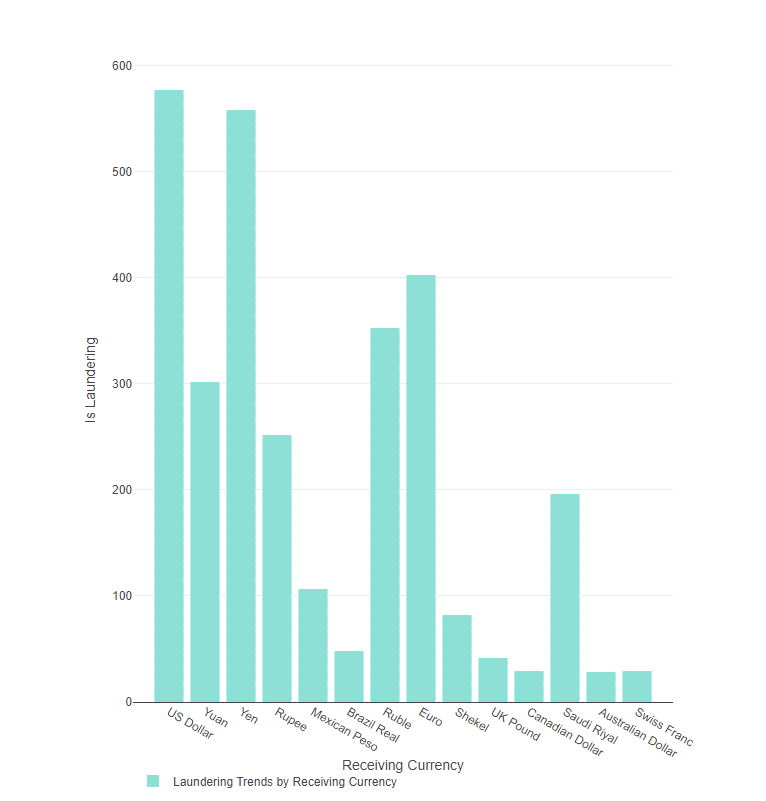 600
500
400
300
200
100
0
Is Laundering
US Dollar
Yuan
Yen
Rupee
Mexican Peso
Brazil Real
Ruble
Euro
Shekel
UK Pound
Canadian Dollar
Saudi Riyal
Australian Dollar
Swiss Franc
Receiving Currency
Laundering Trends by Receiving Currency